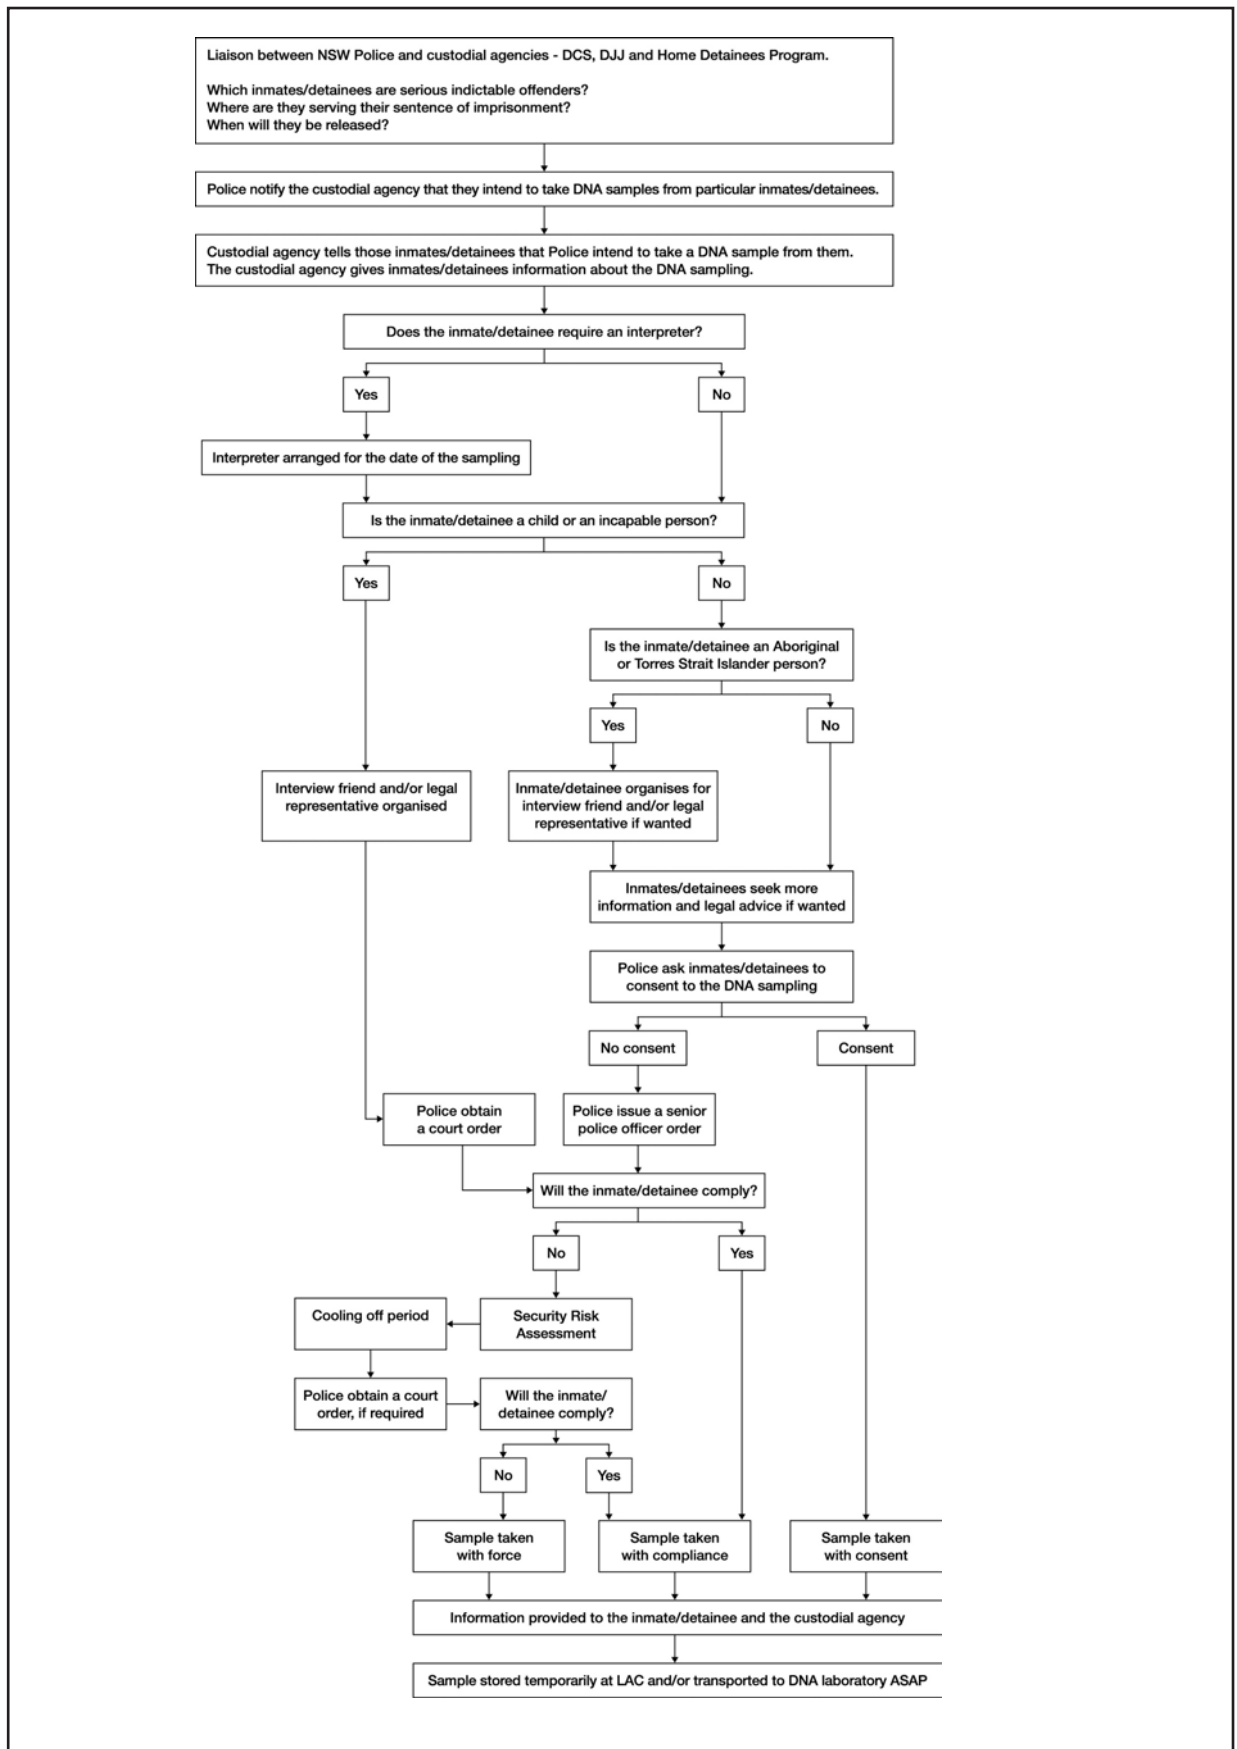 Liaison between NSW Police and custodial agencies - DCS, DJJ and Home Detainees Program.
Which inmates/detainees are serious indictable offenders?
Where are they serving their sentence of imprisonment?
When will they be released?
Police notify the custodial agency that they intend to take DNA samples from particular inmates/detainees.
Custodial agency tells those inmates/detainees that Police intend to take a DNA sample from them.
The custodial agency gives inmates/detainees information about the DNA sampling.
Does the inmate/detainee require an interpreter?
Yes
No
Interpreter arranged for the date of the sampling
Is the inmate/detainee a child or an incapable person?
Yes
No
Is the inmate/detainee an Aboriginal
or Torres Strait Islander person?
Yes
No
Interview friend and/or legal
representative organised
Inmate/detainee organises for
interview friend and/or legal
representative if wanted
Inmates/detainees seek more
information and legal advice if wanted
Police ask inmates/detainees to
consent to the DNA sampling
No consent
Consent
Police obtain
a court order
Police issue a senior
police officer order
Will the inmate/detainee comply?
No
Yes
Cooling off period
Security Risk
Assessment
Police obtain a court
order, if required
Will the inmate/
detainee comply?
No
Yes
Sample taken
with force
Sample taken
with compliance
Sample taken
with consent
Information provided to the inmate/detainee and the custodial agency
Sample stored temporarily at LAC and/or transported to DNA laboratory ASAP